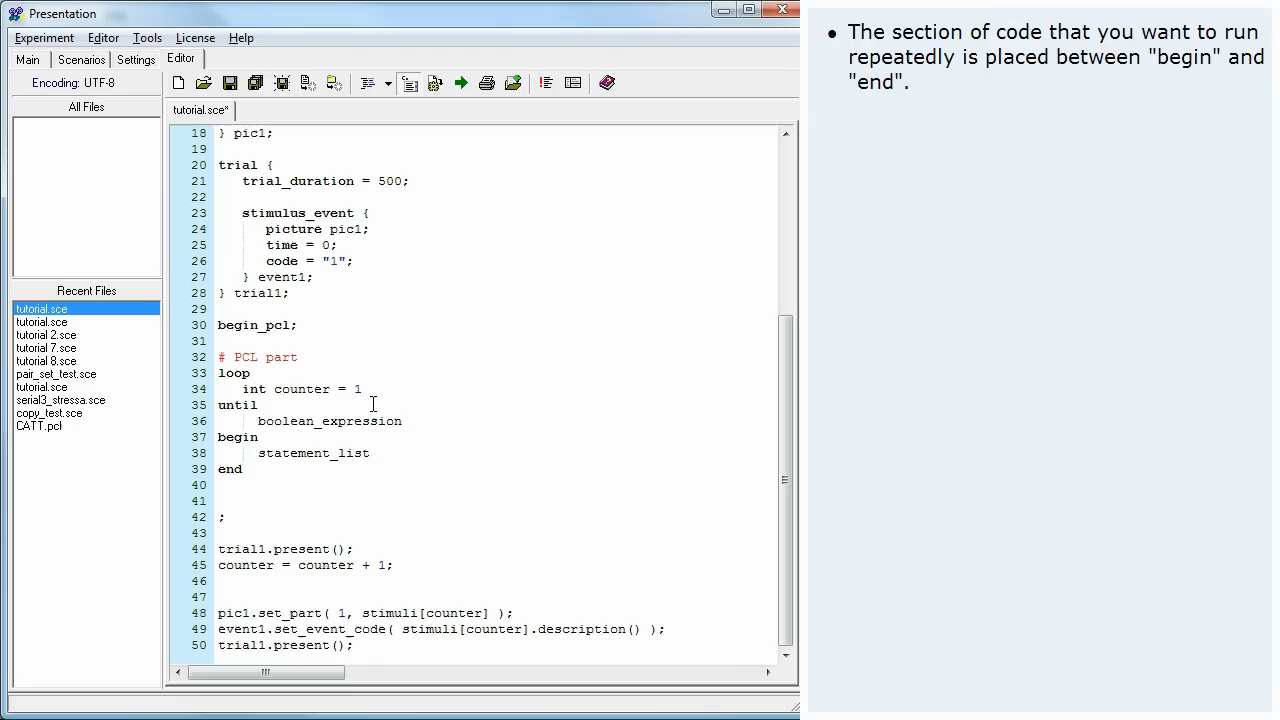 Presentation
Experiment Editor Tools License Help
Main Scenarios Settings Editor
Encoding: UTF-8
All Files
tutorial.sce*
Recent Files
tutorial.sce
tutorial.sce
tutorial 2.sce
tutorial 7.sce
tutorial 8.sce
pair_set_test.sce
tutorial.sce
serial3_stressa.sce
copy_test.sce
CATT.pcl
18 } pic1;
19
20 trial {
21 trial_duration = 500;
22
23 stimulus_event {
24 picture pic1;
25 time = 0;
26 code = "1";
27 } event1;
28 } trial1;
29
30 begin_pcl;
31
32 # PCL part
33 loop
34 int counter = 1
35 until
36 boolean_expression
37 begin
38 statement_list
39 end
40
41
42 ;
43
44 trial1.present();
45 counter = counter + 1;
46
47
48 pic1.set_part( 1, stimuli[counter] );
49 event1.set_event_code( stimuli[counter].description() );
50 trial1.present();
• The section of code that you want to run
repeatedly is placed between "begin" and
"end".